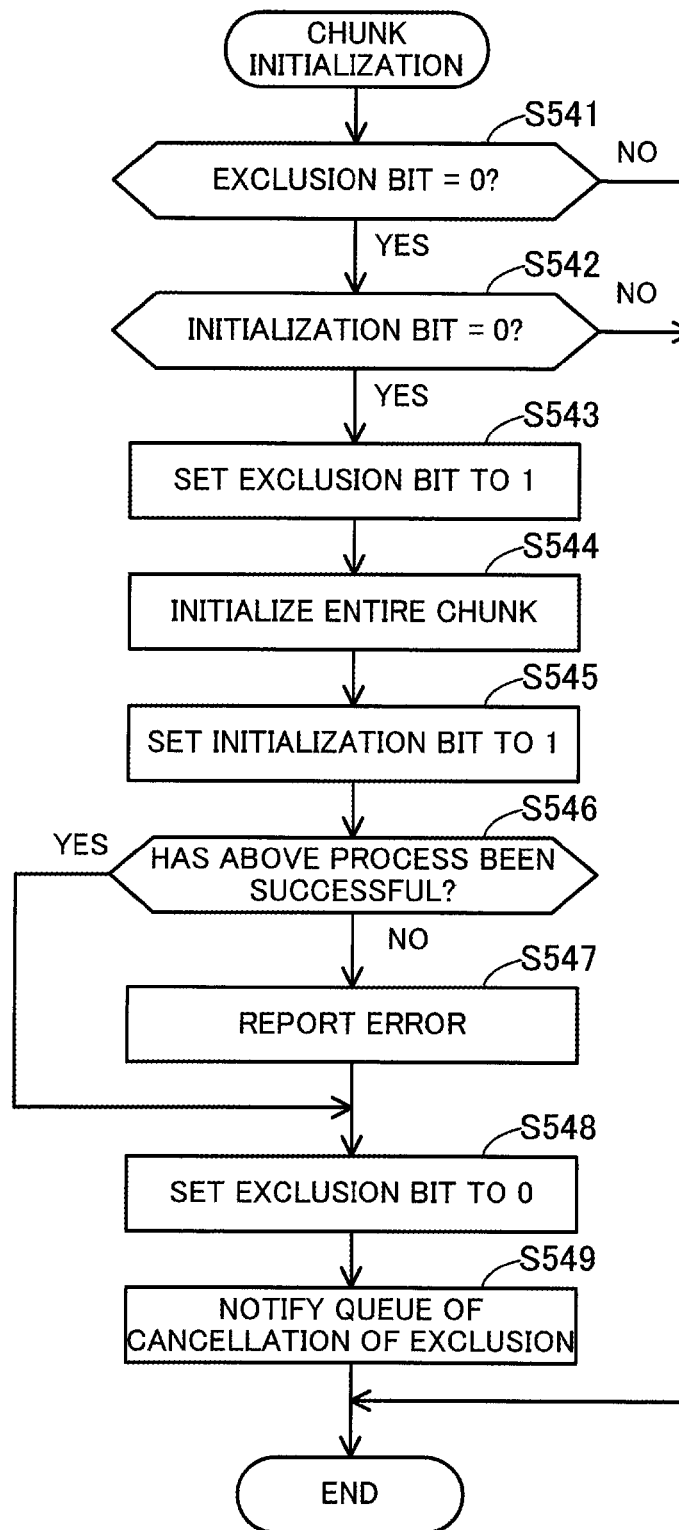 CHUNK
INITIALIZATION
S541
NO
EXCLUSION BIT = 0?
YES
S542
NO
INITIALIZATION BIT = 0?
YES
S543
SET EXCLUSION BIT TO 1
S544
INITIALIZE ENTIRE CHUNK
S545
SET INITIALIZATION BIT TO 1
S546
YES
HAS ABOVE PROCESS BEEN
SUCCESSFUL?
NO
S547
REPORT ERROR
S548
SET EXCLUSION BIT TO 0
S549
NOTIFY QUEUE OF
CANCELLATION OF EXCLUSION
END